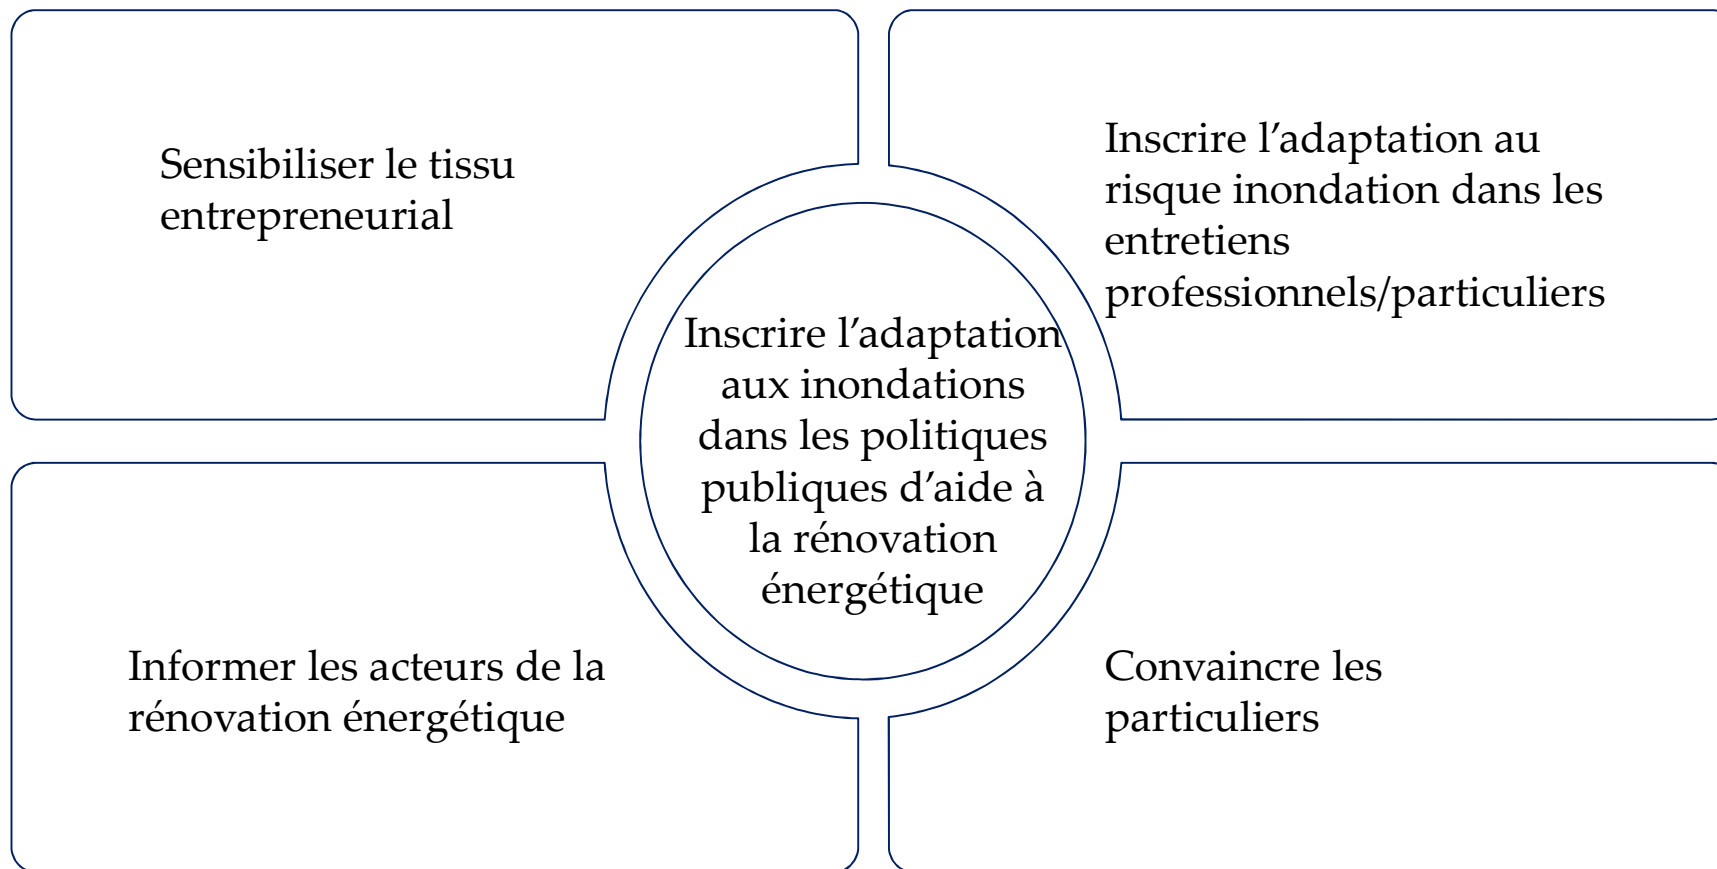 Sensibiliser le tissu
entrepreneurial
Inscrire l’adaptation au
risque inondation dans les
entretiens
professionnels/particuliers
Inscrire l’adaptation
aux inondations
dans les politiques
publiques d’aide à
la rénovation
énergétique
Informer les acteurs de la
rénovation énergétique
Convaincre les
particuliers